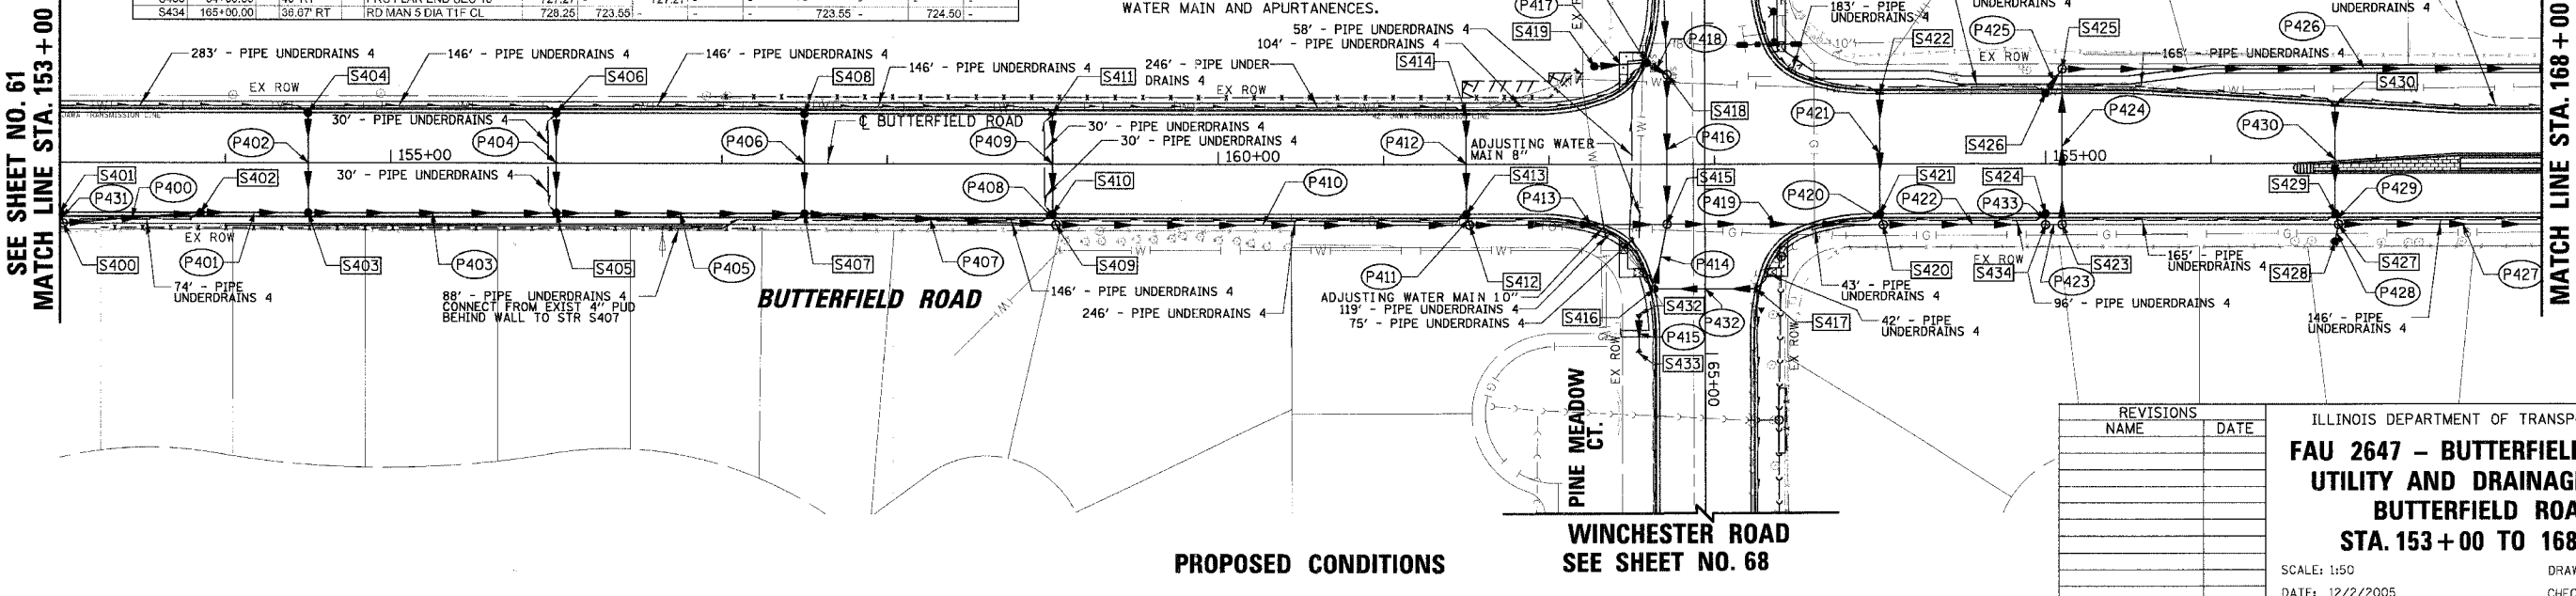 S434 165+00.00 36.67' RT RD MAN 5 DIA T1F CL 728.25 723.55 - - - - 723.55 - 724.50 -
WATER MAIN AND APURTANENCES.
SEE SHEET NO. 61
MATCH LINE STA. 153+00
MATCH LINE STA. 168+00
283' - PIPE UNDERDRAINS 4
S404
146' - PIPE UNDERDRAINS 4
S406
146' - PIPE UNDERDRAINS 4
S408
146' - PIPE UNDERDRAINS 4
S411
246' - PIPE UNDER
DRAINS 4
58' - PIPE UNDERDRAINS 4
104' - PIPE UNDERDRAINS 4
S414
P417
S419
P418
S418
183' - PIPE
UNDERDRAINS 4
S422
P425
UNDERDRAINS 4
S425
165' - PIPE UNDERDRAINS 4
P426
UNDERDRAINS 4
S430
EX ROW
EX ROW
EX ROW
EX ROW
10"
30' - PIPE UNDERDRAINS 4
℄ BUTTERFIELD ROAD
30' - PIPE UNDERDRAINS 4
30' - PIPE UNDERDRAINS 4
42" JAWA TRANSMISSION LINE
ADJUSTING WATER
MAIN 8"
P402
155+00
P404
P406
P409
160+00
P412
P416
P421
S426
165+00
P424
P430
S401
P431
P400
S402
30' - PIPE UNDERDRAINS 4
P408
S410
P410
S413
P413
S415
P419
P420
S421
P422
S424
P433
S429
P429
S400
EX ROW
P401
S403
P403
S405
P405
S407
P407
S409
P411
S412
P414
S420
EX ROW
S434
P423
S423
165' - PIPE
UNDERDRAINS 4
S428
S427
P428
P427
74' - PIPE
UNDERDRAINS 4
88' - PIPE UNDERDRAINS 4
CONNECT FROM EXIST 4" PUD
BEHIND WALL TO STR S407
BUTTERFIELD ROAD
146' - PIPE UNDERDRAINS 4
246' - PIPE UNDERDRAINS 4
ADJUSTING WATER MAIN 10"
119' - PIPE UNDERDRAINS 4
75' - PIPE UNDERDRAINS 4
S416
S432
P432
P415
S433
S417
43' - PIPE
UNDERDRAINS 4
42' - PIPE
UNDERDRAINS 4
96' - PIPE UNDERDRAINS 4
146' - PIPE
UNDERDRAINS 4
EX ROW
EX ROW
65+00
PINE MEADOW
CT.
WINCHESTER ROAD
SEE SHEET NO. 68
PROPOSED CONDITIONS
REVISIONS
NAME DATE
ILLINOIS DEPARTMENT OF TRANSP
FAU 2647 - BUTTERFIEL
UTILITY AND DRAINAG
BUTTERFIELD ROA
STA. 153+00 TO 168
SCALE: 1:50
DRAW
DATE: 12/2/2005
CHEC